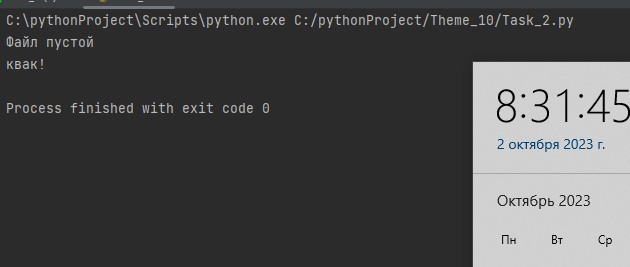 C:\pythonProject\Scripts\python.exe C:/pythonProject/Theme_10/Task_2.py
Файл пустой
квак!
Process finished with exit code 0
8:31:45
2 октября 2023 г.
Октябрь 2023
Пн Вт Ср